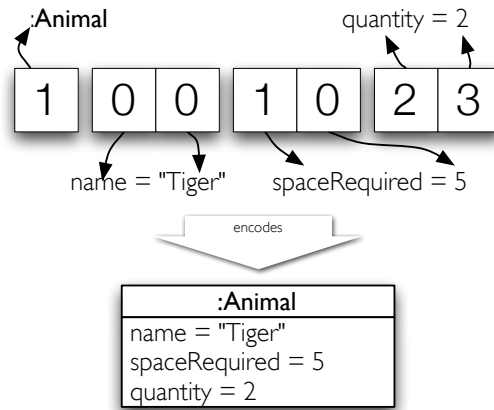 :Animal
quantity = 2
1 0 0 1 0 2 3
name = "Tiger"
spaceRequired = 5
encodes
:Animal
name = "Tiger"
spaceRequired = 5
quantity = 2